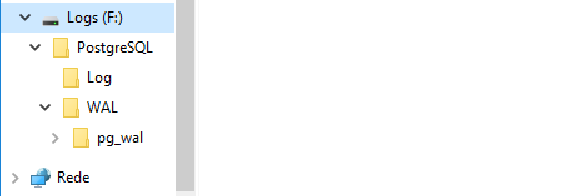 Logs (F:)
PostgreSQL
Log
WAL
pg_wal
Rede